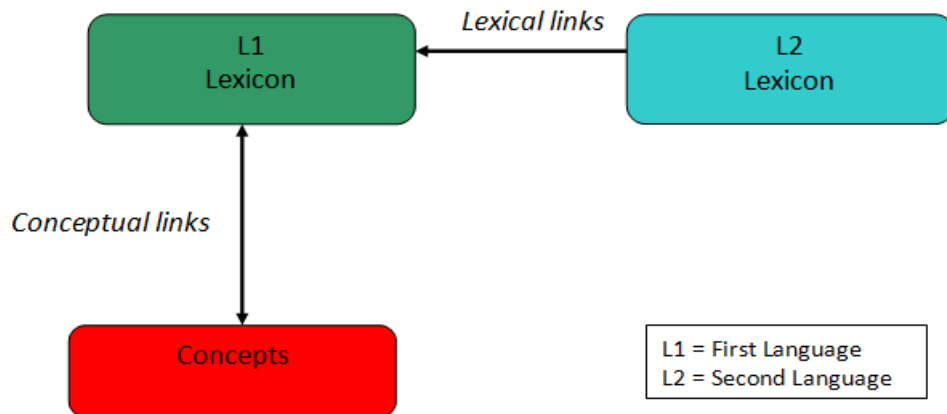 Lexical links
L1
Lexicon
L2
Lexicon
Conceptual links
Concepts
L1 = First Language
L2 = Second Language